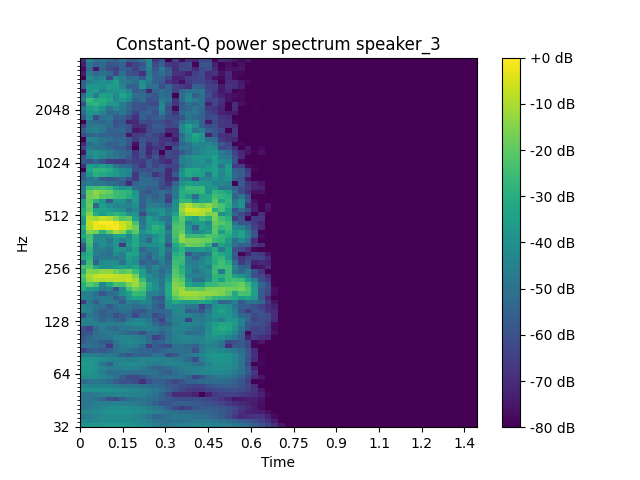 Constant-Q power spectrum speaker_3
Hz
2048
1024
512
256
128
64
32
0 0.15 0.3 0.45 0.6 0.75 0.9 1.1 1.2 1.4
Time
+0 dB
-10 dB
-20 dB
-30 dB
-40 dB
-50 dB
-60 dB
-70 dB
-80 dB